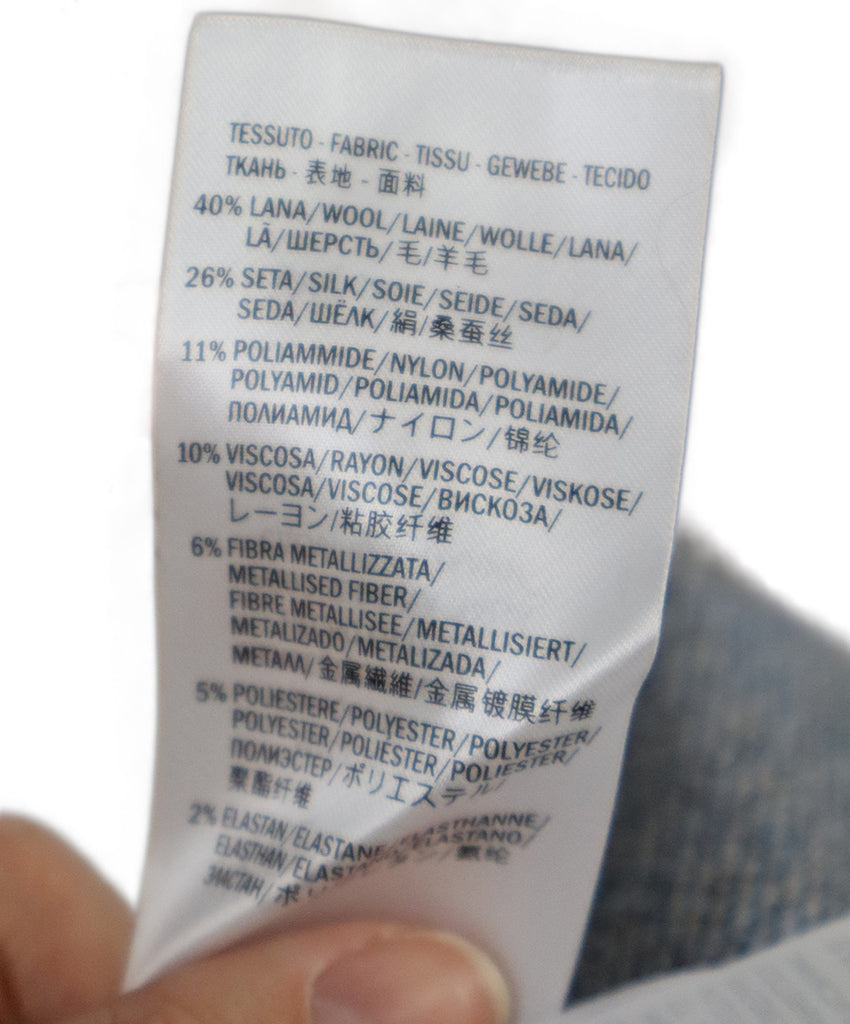 TESSUTO - FABRIC - TISSU - GEWEBE - TECIDO
ТКАНЬ - 表地 - 面料
40% LANA/WOOL/LAINE/WOLLE/LANA/
LÃ/ШЕРСТЬ/毛/羊毛
26% SETA/SILK/SOIE/SEIDE/SEDA/
SEDA/ШЁЛК/絹/桑蚕丝
11% POLIAMMIDE/NYLON/POLYAMIDE/
POLYAMID/POLIAMIDA/POLIAMIDA/
ПОЛИАМИД/ナイロン/锦纶
10% VISCOSA/RAYON/VISCOSE/VISKOSE/
VISCOSA/VISCOSE/ВИСКОЗА/
レーヨン/粘胶纤维
6% FIBRA METALLIZZATA/
METALLISED FIBER/
FIBRE METALLISEE/METALLISIERT/
METALIZADO/METALIZADA/
МЕТАЛЛ/金属繊維/金属镀膜纤维
5% POLIESTERE/POLYESTER/POLYESTER/
POLYESTER/POLIÉSTER/POLIESTER/
ПОЛИЭСТЕР/ポリエステル/
聚酯纤维
2% ELASTAN/ELASTANE/ELASTHANNE/
ELASTHAN/ELASTANO/氨纶
ЭЛАСТАН/